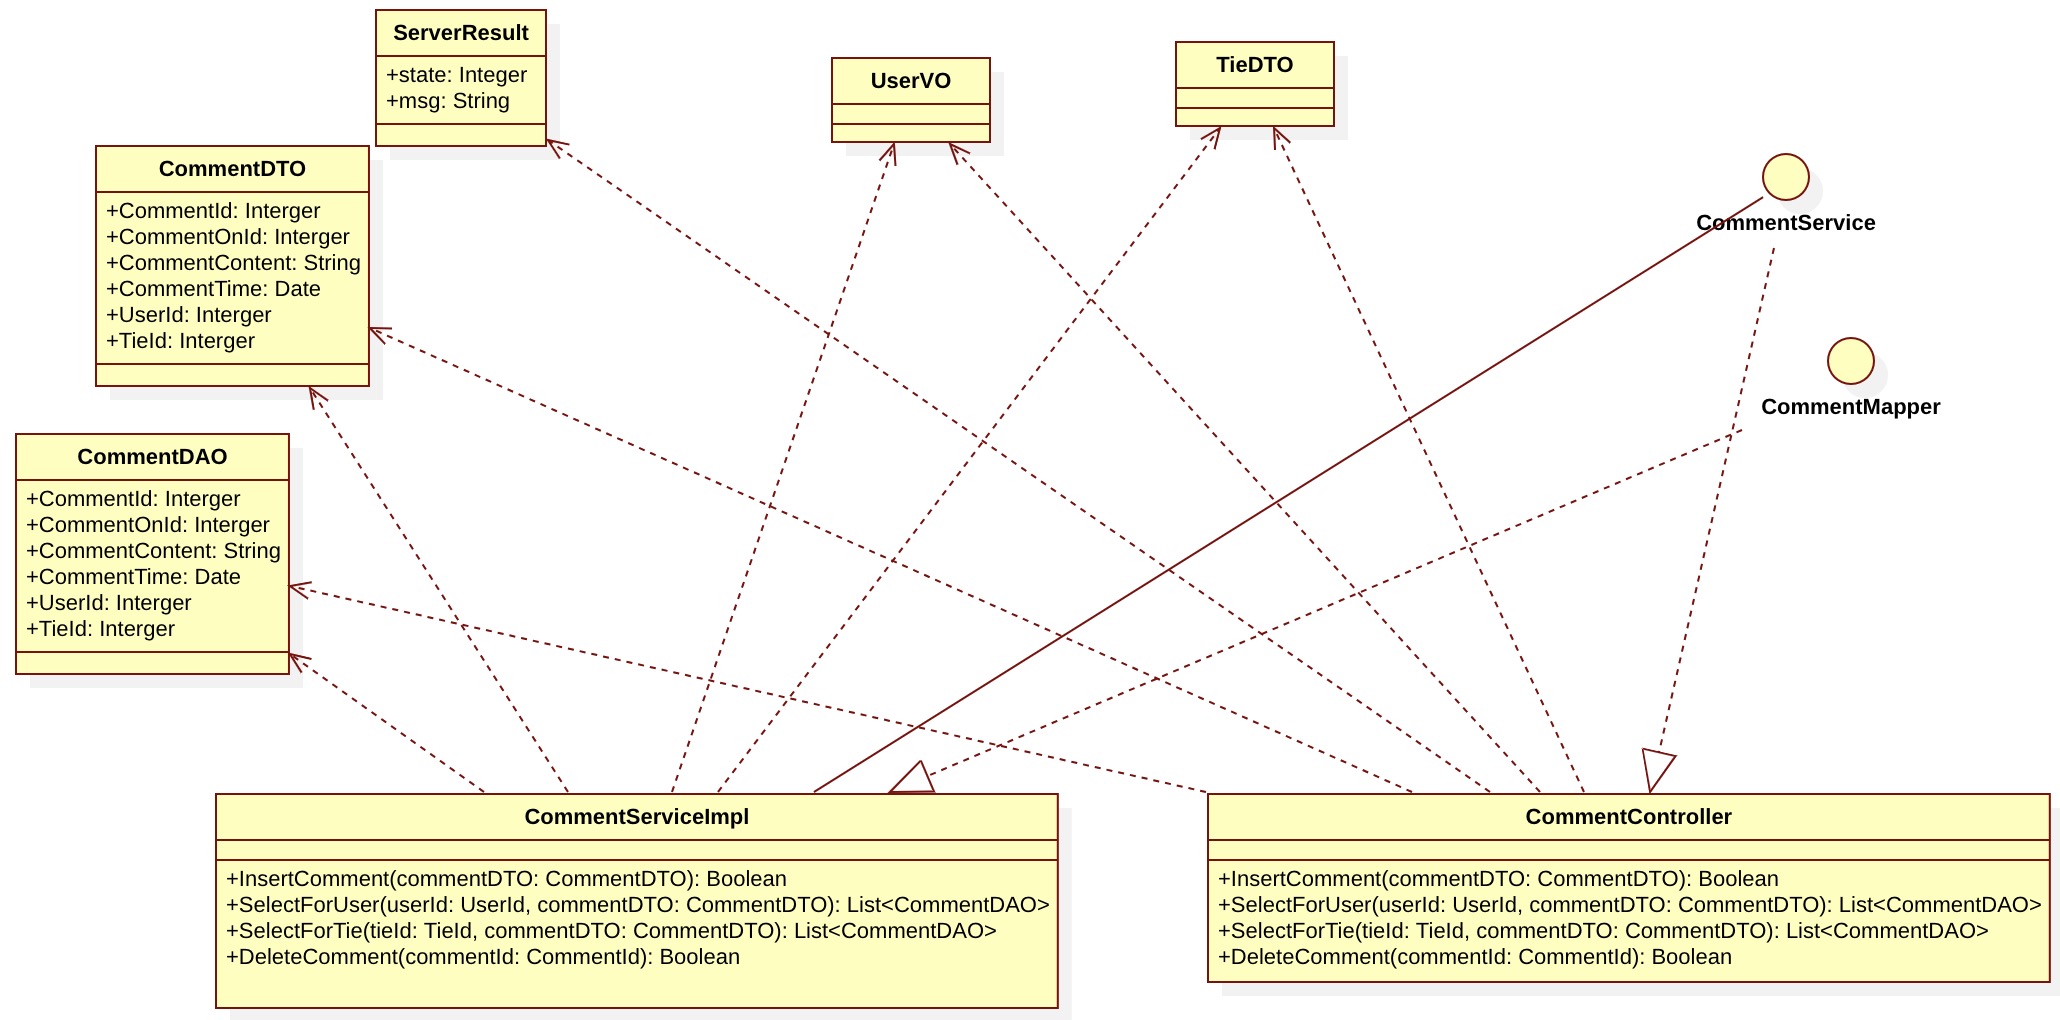 ServerResult
+state: Integer
+msg: String
UserVO
TieDTO
CommentDTO
+CommentId: Interger
+CommentOnId: Interger
+CommentContent: String
+CommentTime: Date
+UserId: Interger
+TieId: Interger
CommentService
CommentMapper
CommentDAO
+CommentId: Interger
+CommentOnId: Interger
+CommentContent: String
+CommentTime: Date
+UserId: Interger
+TieId: Interger
CommentServiceImpl
+InsertComment(commentDTO: CommentDTO): Boolean
+SelectForUser(userId: UserId, commentDTO: CommentDTO): List<CommentDAO>
+SelectForTie(tieId: TieId, commentDTO: CommentDTO): List<CommentDAO>
+DeleteComment(commentId: CommentId): Boolean
CommentController
+InsertComment(commentDTO: CommentDTO): Boolean
+SelectForUser(userId: UserId, commentDTO: CommentDTO): List<CommentDAO>
+SelectForTie(tieId: TieId, commentDTO: CommentDTO): List<CommentDAO>
+DeleteComment(commentId: CommentId): Boolean